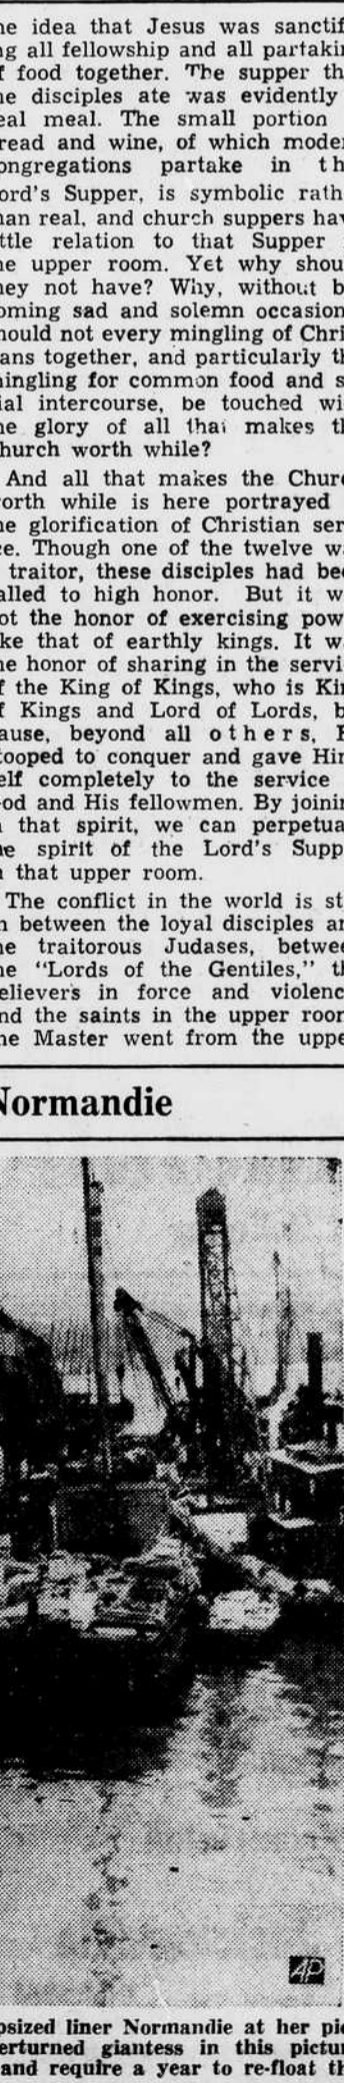 he idea that Jesus was sanctif
ng all fellowship and all partakin
f food together. The supper th
he disciples ate was evidently
eal meal. The small portion
read and wine, of which moder
ongregations partake in th
ord's Supper, is symbolic rath
han real, and church suppers hav
ttle relation to that Supper
he upper room. Yet why shou
hey not have? Why, without b
oming sad and solemn occasion
hould not every mingling of Chri
ians together, and particularly th
mingling for common food and s
ial intercourse, be touched wi
he glory of all that makes th
hurch worth while?
And all that makes the Churc
orth while is here portrayed
he glorification of Christian ser
ce. Though one of the twelve wa
traitor, these disciples had bee
alled to high honor. But it w
ot the honor of exercising pow
ke that of earthly kings. It wa
he honor of sharing in the servi
f the King of Kings, who is Kin
f Kings and Lord of Lords, b
ause, beyond all others, H
tooped to conquer and gave Him
elf completely to the service
od and His fellowmen. By joinin
n that spirit, we can perpetua
he spirit of the Lord's Supp
n that upper room.
The conflict in the world is sti
n between the loyal disciples an
he traitorous Judases, betwee
he "Lords of the Gentiles," th
elievers in force and violenc
nd the saints in the upper room
he Master went from the uppe
Normandie
AP
psized liner Normandie at her pie
erturned giantess in this pictur
and require a year to re-float th